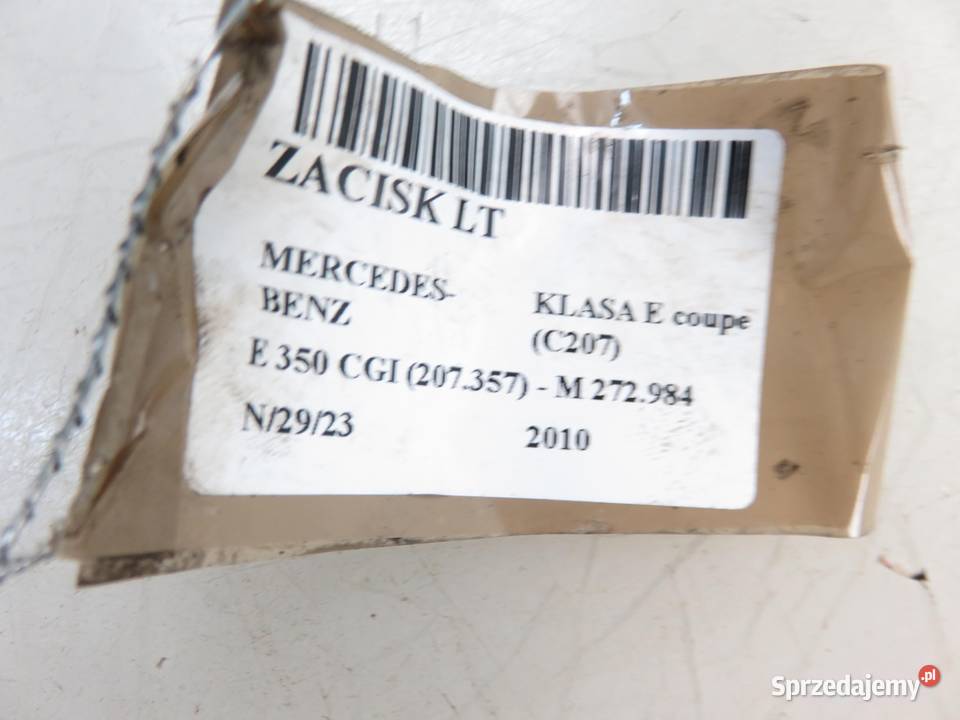 ZACISK LT
MERCEDES-
BENZ
KLASA E coupe
(C207)
E 350 CGI (207.357) - M 272.984
N/29/23
2010
Sprzedajemy.pl